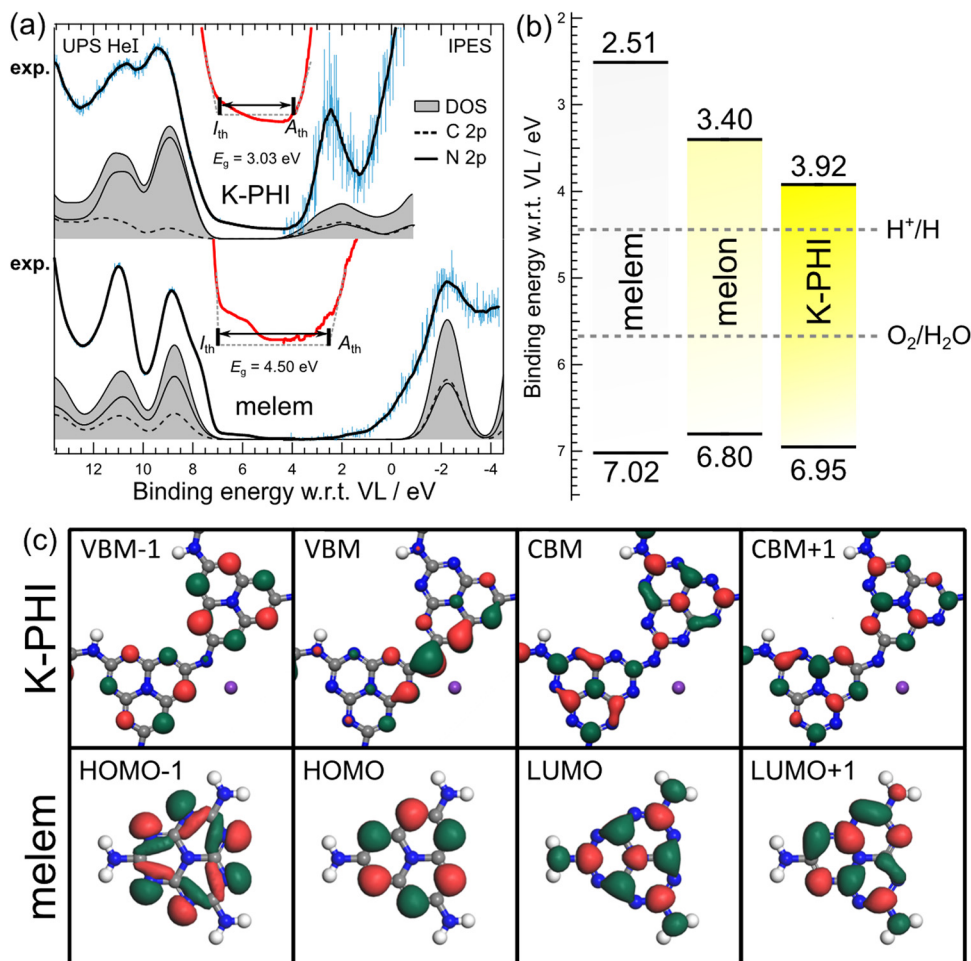 (a)
UPS HeI
IPES
exp.
DOS
C 2p
N 2p
I_th
A_th
E_g = 3.03 eV
K-PHI
exp.
I_th
A_th
E_g = 4.50 eV
melem
12 10 8 6 4 2 0 -2 -4
Binding energy w.r.t. VL / eV
(b)
Binding energy w.r.t. VL / eV
2
3
4
5
6
7
2.51
3.40
3.92
H⁺/H
melem
melon
K-PHI
O₂/H₂O
7.02
6.80
6.95
(c)
K-PHI
VBM-1
VBM
CBM
CBM+1
melem
HOMO-1
HOMO
LUMO
LUMO+1